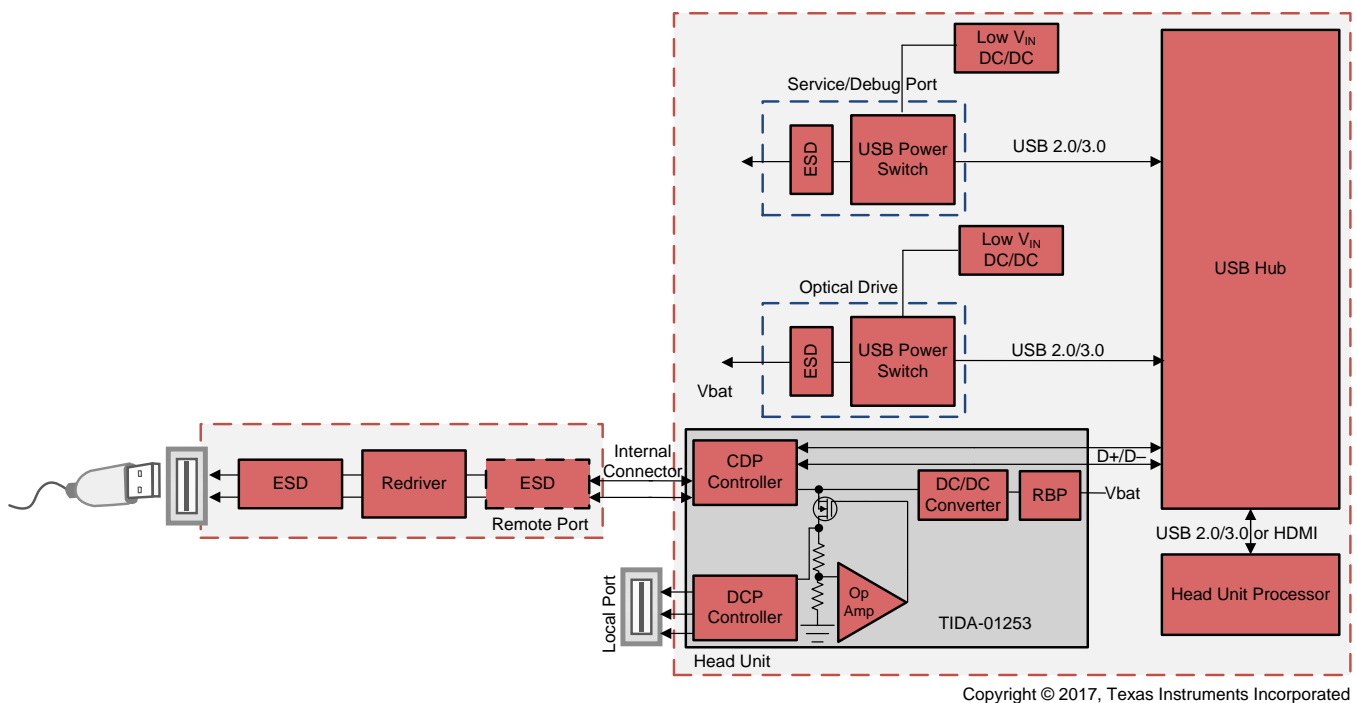 Low VIN
DC/DC
Service/Debug Port
ESD
USB Power
Switch
USB 2.0/3.0
USB Hub
Low VIN
DC/DC
Optical Drive
ESD
USB Power
Switch
USB 2.0/3.0
Vbat
ESD
Redriver
ESD
Remote Port
Internal
Connector
CDP
Controller
D+/D–
DC/DC
Converter
RBP
Vbat
USB 2.0/3.0 or HDMI
Head Unit Processor
Local Port
DCP
Controller
Op
Amp
TIDA-01253
Head Unit
Copyright © 2017, Texas Instruments Incorporated